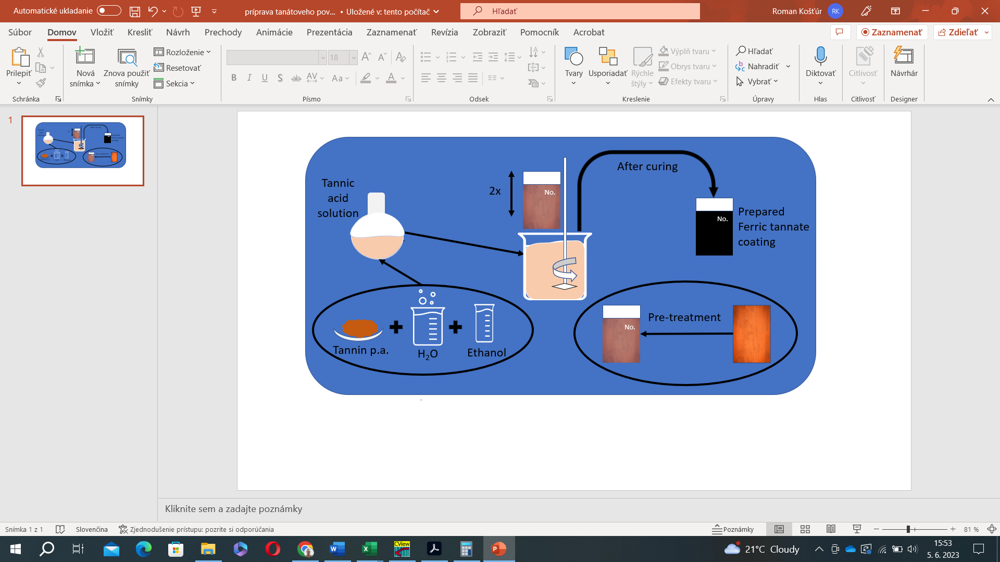 Automatické ukladanie
príprava tanátoveho pov... • Uložené v: tento počítač
Hľadať
Roman Košťúr
RK
Súbor Domov Vložiť Kresliť Návrh Prechody Animácie Prezentácia Zaznamenať Revízia Zobraziť Pomocník Acrobat
Zaznamenať
Zdieľať
Prilepiť
Schránka
Nová
snímka
Znova použiť
snímky
Rozloženie
Resetovať
Sekcia
Snímky
18
Písmo
Odsek
Tvary
Usporiadať
Rýchle
štýly
Výplň tvaru
Obrys tvaru
Efekty tvaru
Kreslenie
Hľadať
Nahradiť
Vybrať
Úpravy
Diktovať
Hlas
Citlivosť
Citlivosť
Návrhár
Designer
1
Tannic
acid
solution
2x
No.
After curing
No.
Prepared
Ferric tannate
coating
Tannin p.a.
H₂O
Ethanol
No.
Pre-treatment
Kliknite sem a zadajte poznámky
Snímka 1 z 1
Slovenčina
Zjednodušenie prístupu: pozrite si odporúčania
Poznámky
81 %
CView
21°C Cloudy
15:53
5. 6. 2023